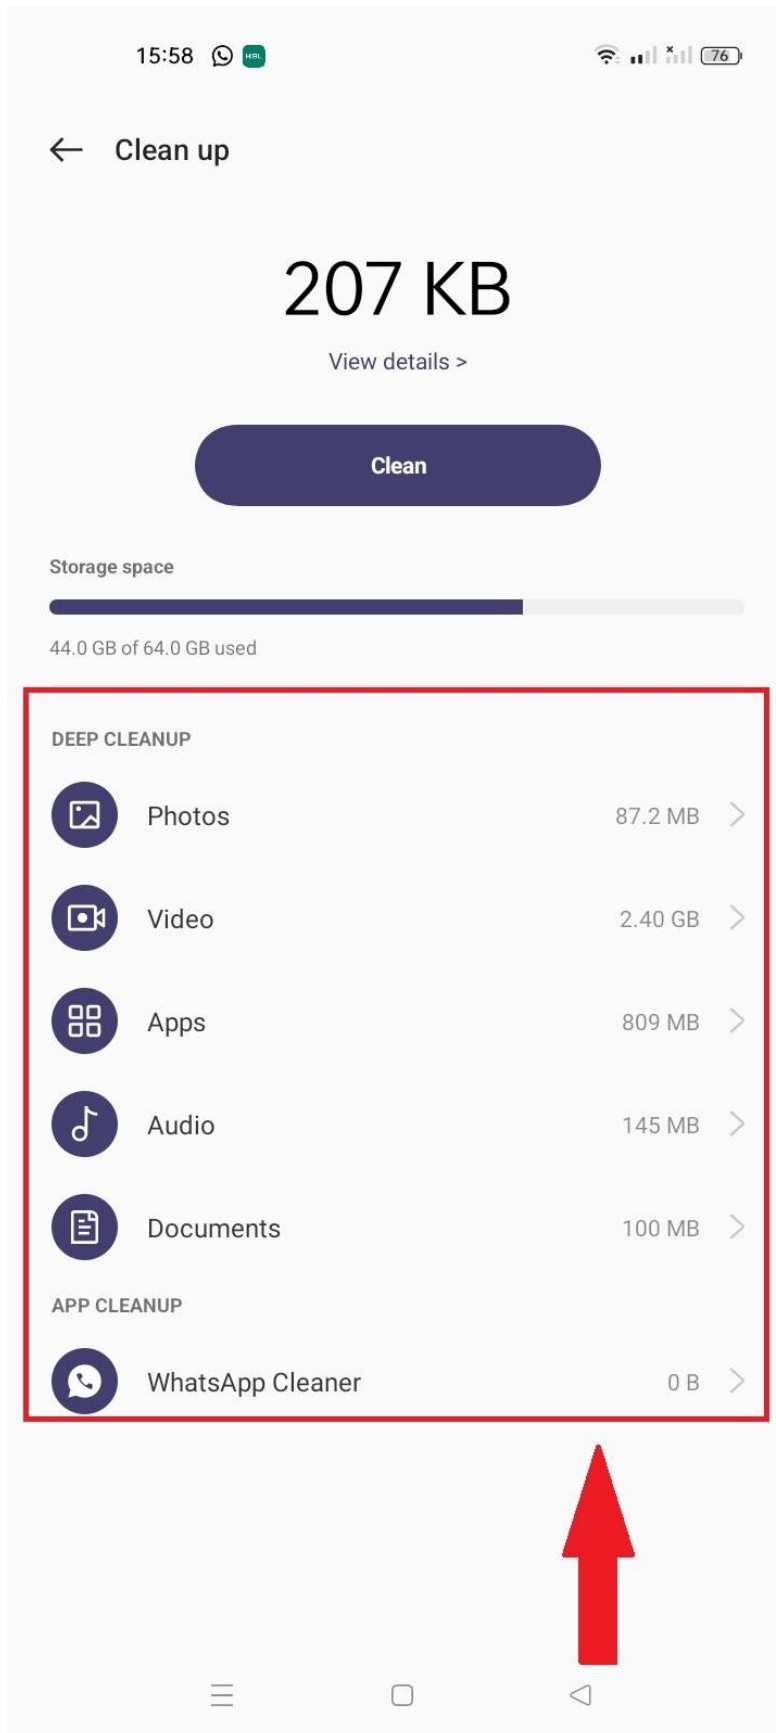 15:58 HBL 76
Clean up
207 KB
View details >
Clean
Storage space
44.0 GB of 64.0 GB used
DEEP CLEANUP
Photos 87.2 MB
Video 2.40 GB
Apps 809 MB
Audio 145 MB
Documents 100 MB
APP CLEANUP
WhatsApp Cleaner 0 B